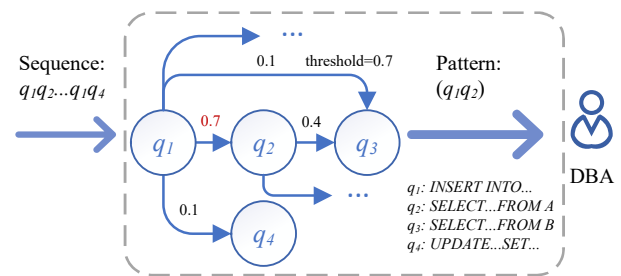 Sequence:
q1q2...q1q4
...
0.1
threshold=0.7
Pattern:
(q1q2)
q1
0.7
q2
0.4
q3
DBA
0.1
q4
...
q1: INSERT INTO...
q2: SELECT...FROM A
q3: SELECT...FROM B
q4: UPDATE...SET...